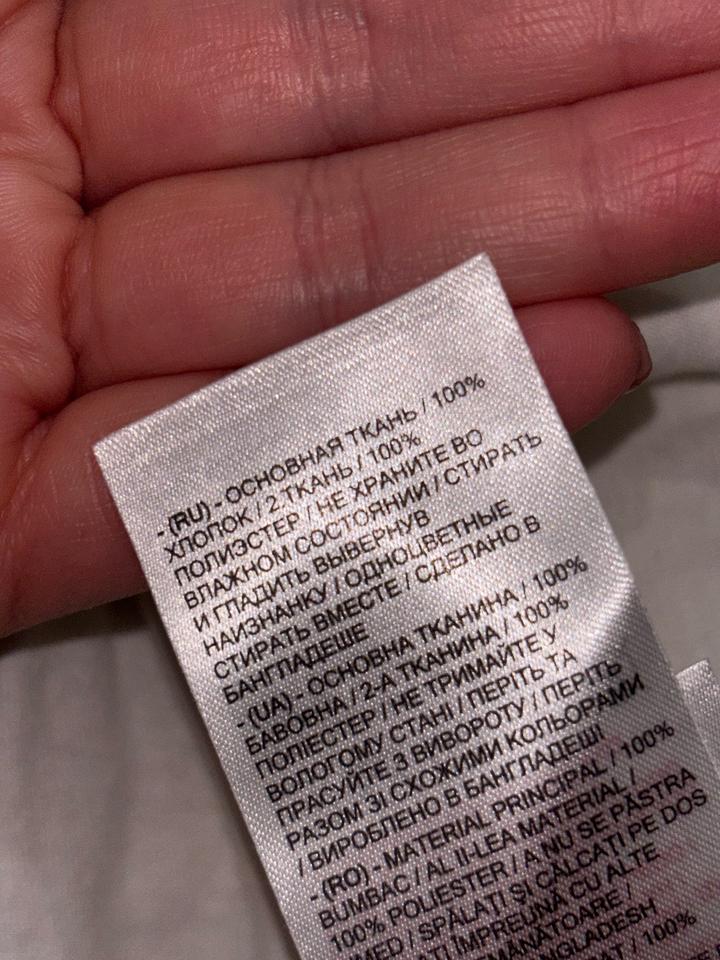 - (RU) - ОСНОВНАЯ ТКАНЬ / 100%
ХЛОПОК / 2.ТКАНЬ / 100%
ПОЛИЭСТЕР / НЕ ХРАНИТЕ ВО
ВЛАЖНОМ СОСТОЯНИИ / СТИРАТЬ
И ГЛАДИТЬ ВЫВЕРНУВ
НАИЗНАНКУ / ОДНОЦВЕТНЫЕ
СТИРАТЬ ВМЕСТЕ / СДЕЛАНО В
БАНГЛАДЕШЕ
- (UA) - ОСНОВНА ТКАНИНА / 100%
БАВОВНА / 2-А ТКАНИНА / 100%
ПОЛІЕСТЕР / НЕ ТРИМАЙТЕ У
ВОЛОГОМУ СТАНІ / ПЕРІТЬ ТА
ПРАСУЙТЕ З ВИВОРОТУ / ПЕРІТЬ
РАЗОМ ЗІ СХОЖИМИ КОЛЬОРАМИ
/ ВИРОБЛЕНО В БАНГЛАДЕШІ
- (RO) - MATERIAL PRINCIPAL / 100%
BUMBAC / AL II-LEA MATERIAL /
100% POLIESTER / A NU SE PĂSTRA
UMED / SPĂLAȚI ȘI CĂLCAȚI PE DOS
ÎMPREUNĂ CU ALTE
/ 100%